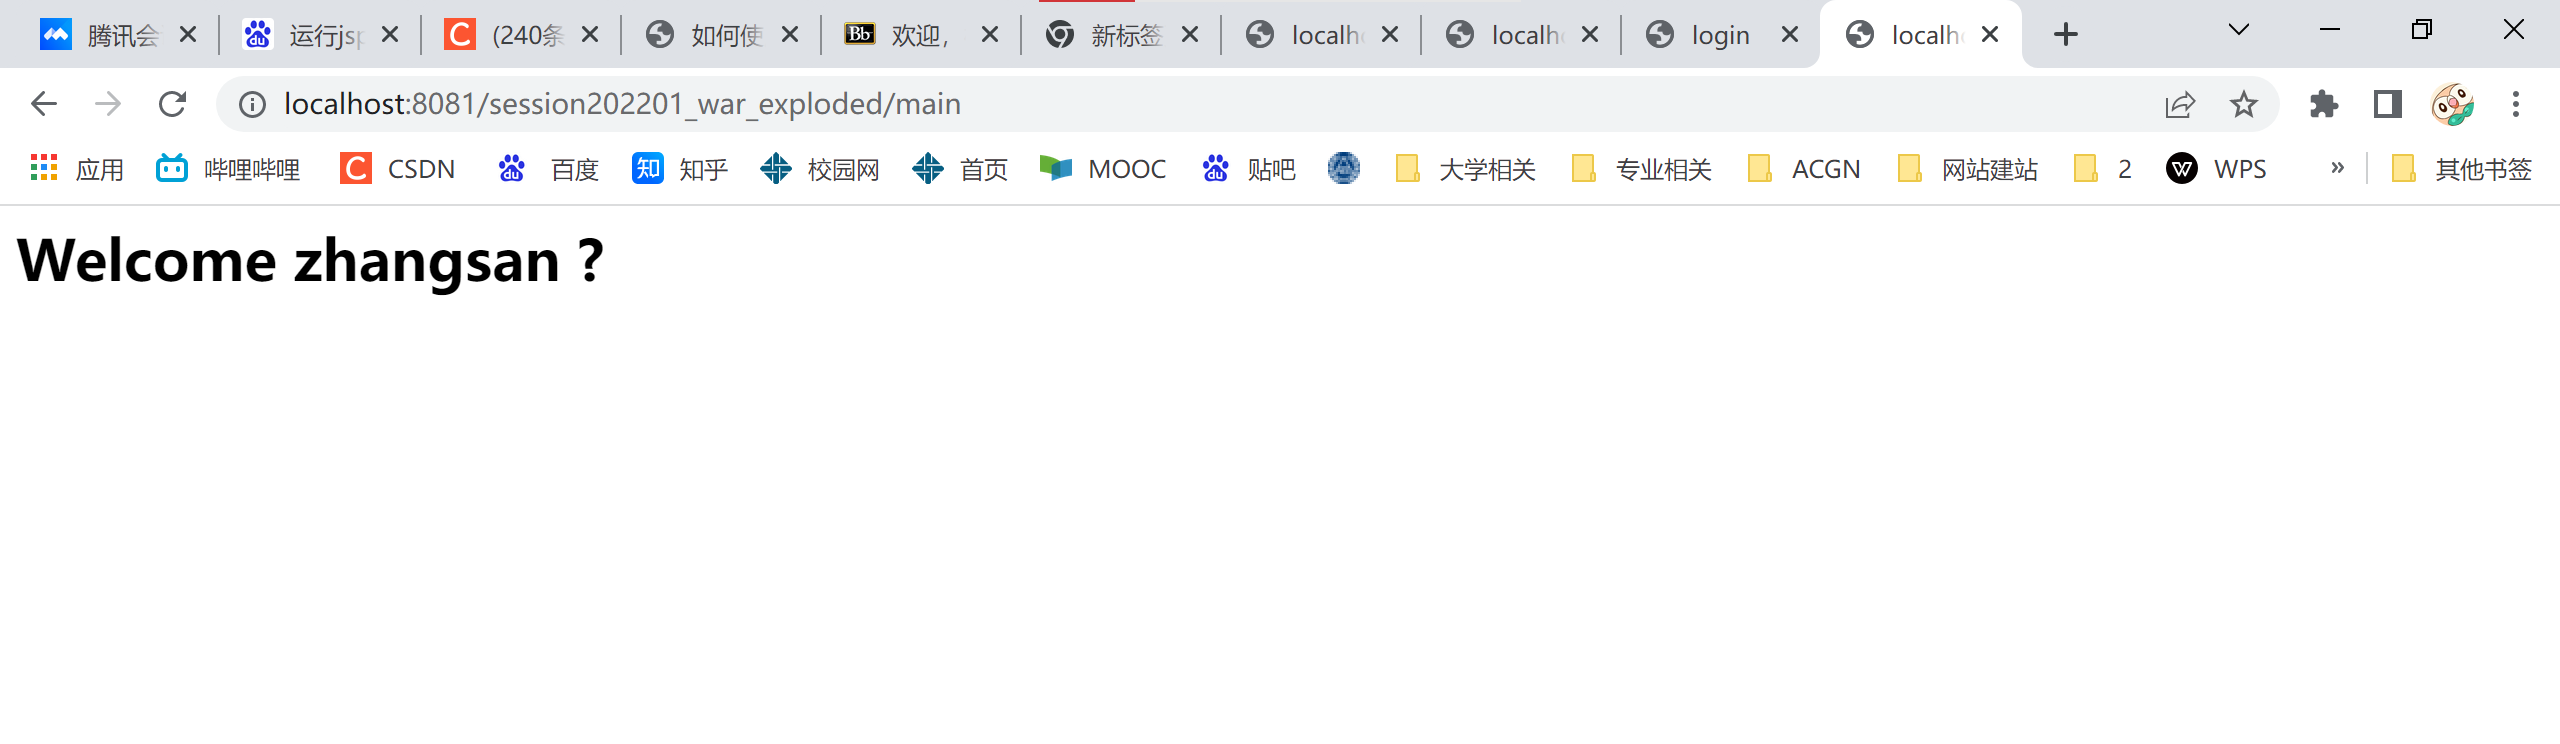 腾讯会 运行jsp (240条 如何使 欢迎, 新标签 localh localh login localh
localhost:8081/session202201_war_exploded/main
应用 哔哩哔哩 C CSDN du 百度 知 知乎 校园网 首页 MOOC du 贴吧 大学相关 专业相关 ACGN 网站建站 2 W WPS » 其他书签
Welcome zhangsan ?